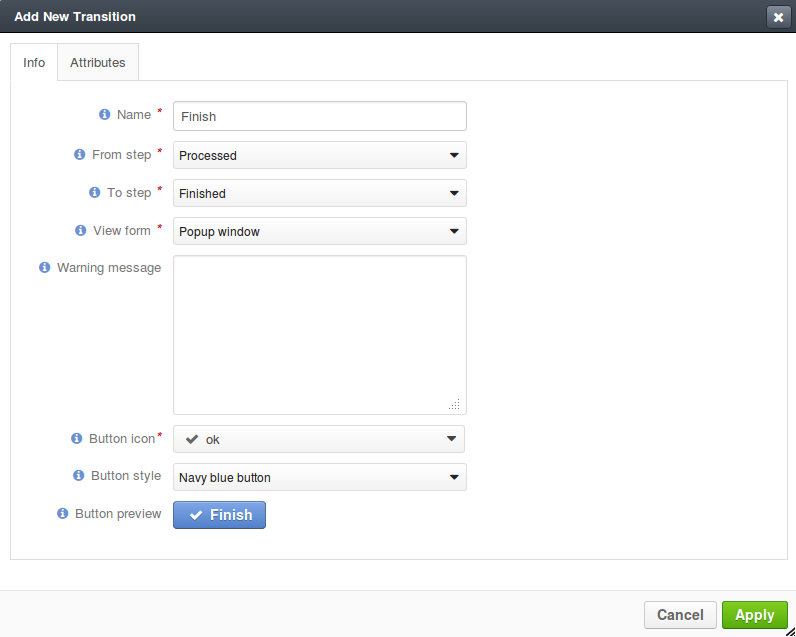 Add New Transition
Info Attributes
Name * Finish
From step * Processed
To step * Finished
View form * Popup window
Warning message
Button icon * ok
Button style Navy blue button
Button preview Finish
Cancel Apply